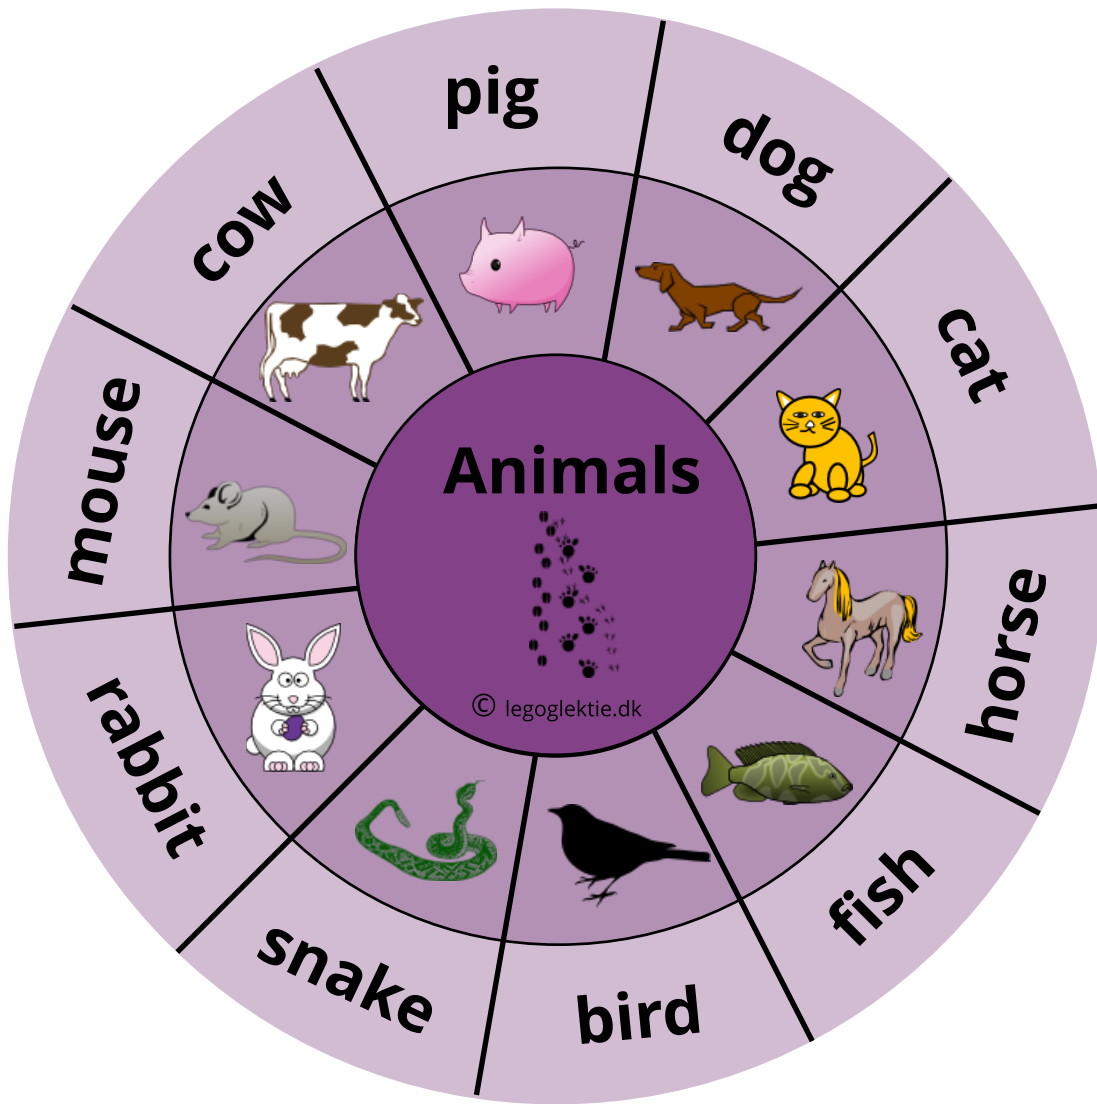 pig
dog
cat
horse
fish
bird
snake
rabbit
mouse
cow
Animals
© legoglektie.dk